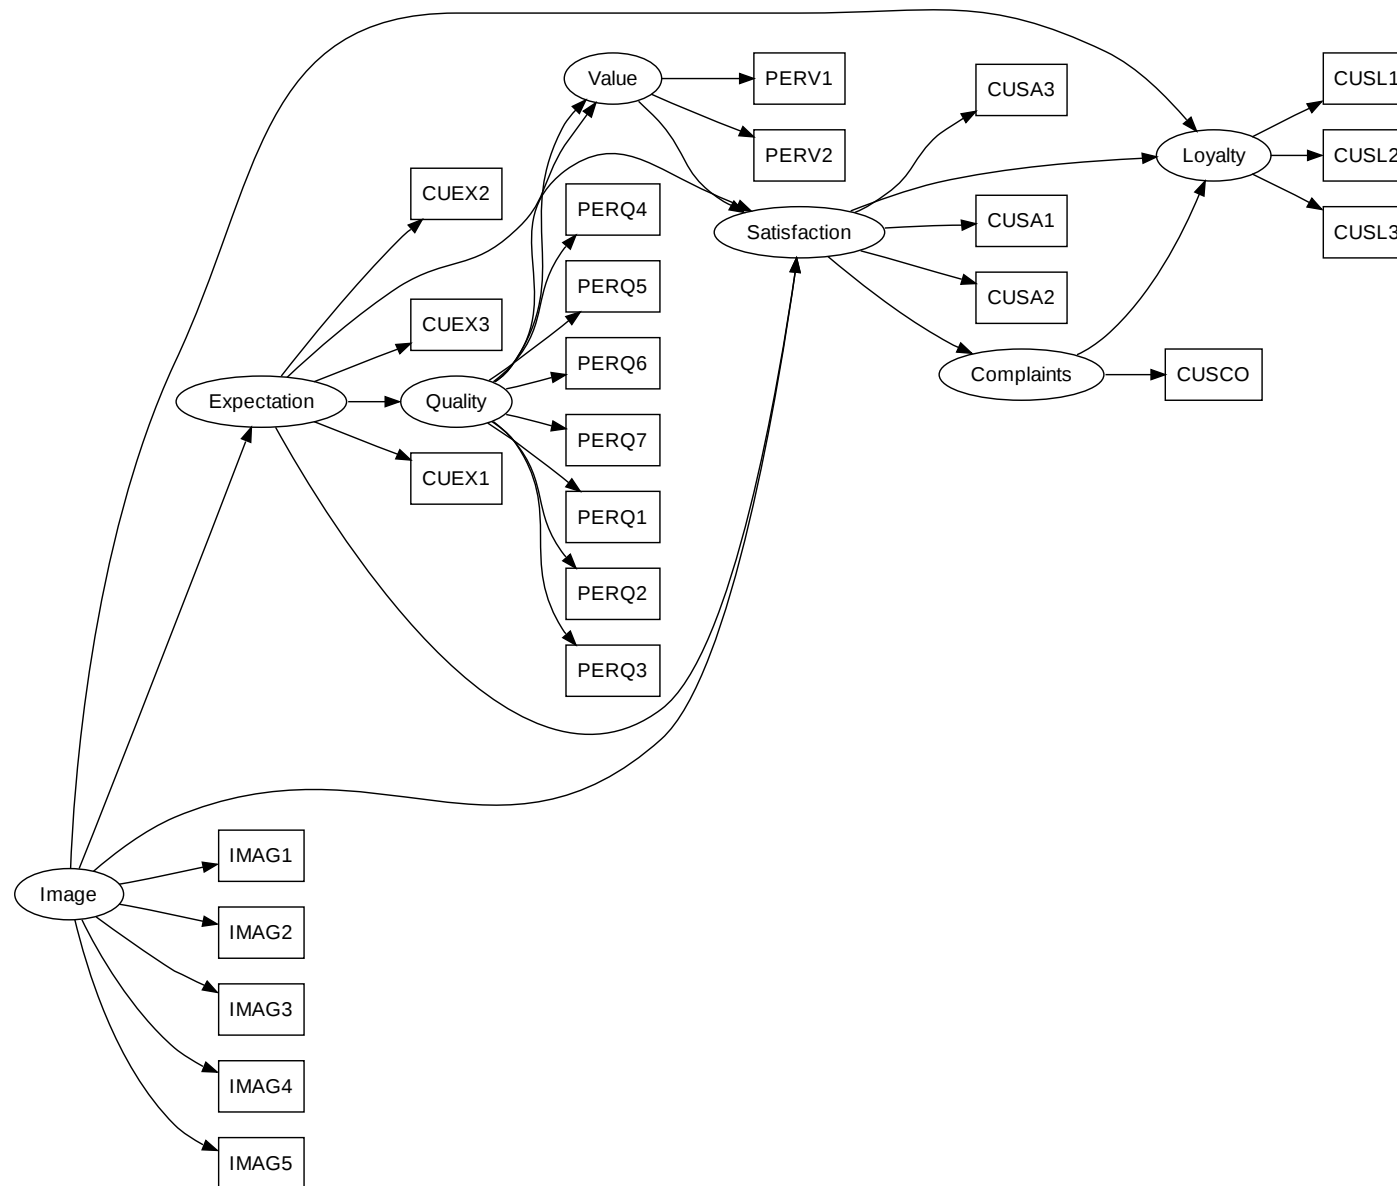 Value
PERV1
CUSA3
CUSL1
PERV2
Loyalty
CUSL2
CUEX2
PERQ4
Satisfaction
CUSA1
CUSL3
PERQ5
CUSA2
CUEX3
PERQ6
Complaints
CUSCO
Expectation
Quality
PERQ7
CUEX1
PERQ1
PERQ2
PERQ3
IMAG1
Image
IMAG2
IMAG3
IMAG4
IMAG5